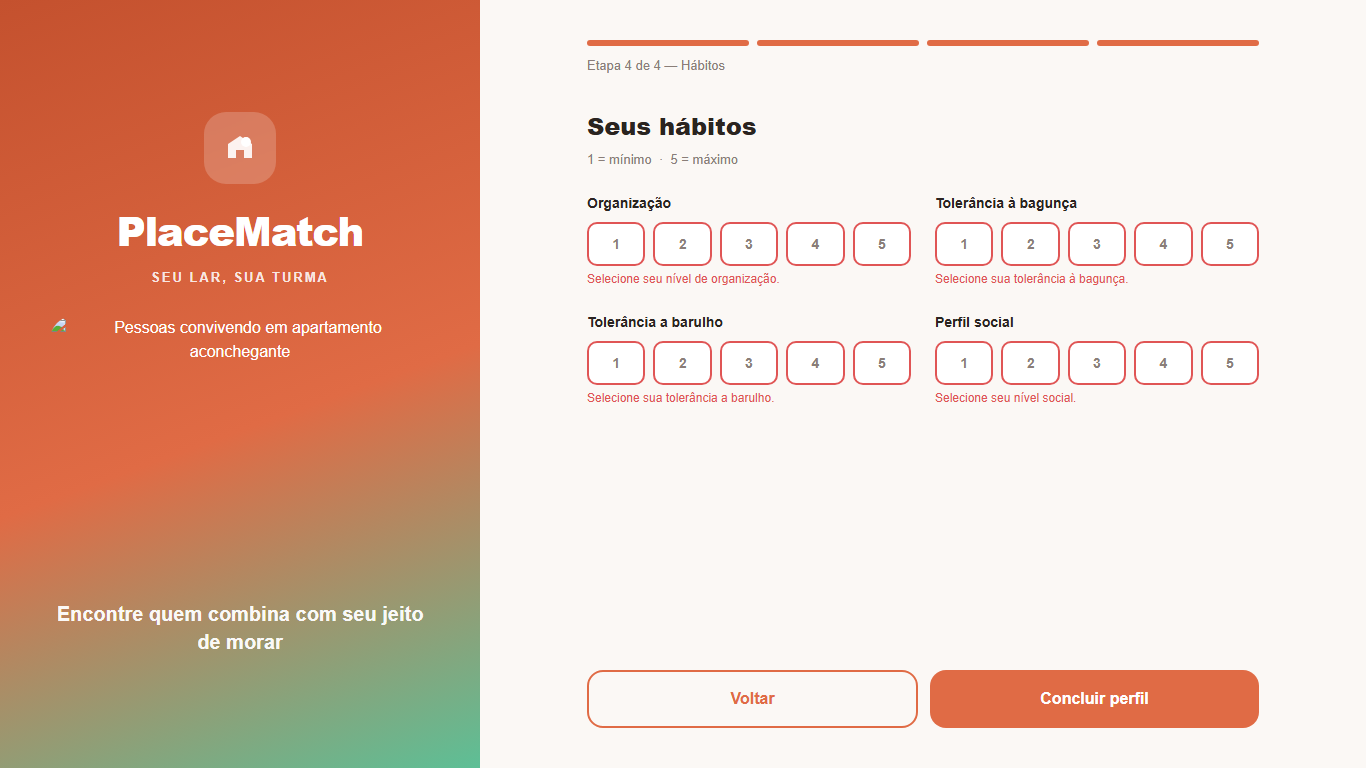 PlaceMatch
SEU LAR, SUA TURMA
Pessoas convivendo em apartamento
aconchegante
Encontre quem combina com seu jeito
de morar
Etapa 4 de 4 — Hábitos
Seus hábitos
1 = mínimo · 5 = máximo
Organização
1 2 3 4 5
Selecione seu nível de organização.
Tolerância à bagunça
1 2 3 4 5
Selecione sua tolerância à bagunça.
Tolerância a barulho
1 2 3 4 5
Selecione sua tolerância a barulho.
Perfil social
1 2 3 4 5
Selecione seu nível social.
Voltar
Concluir perfil